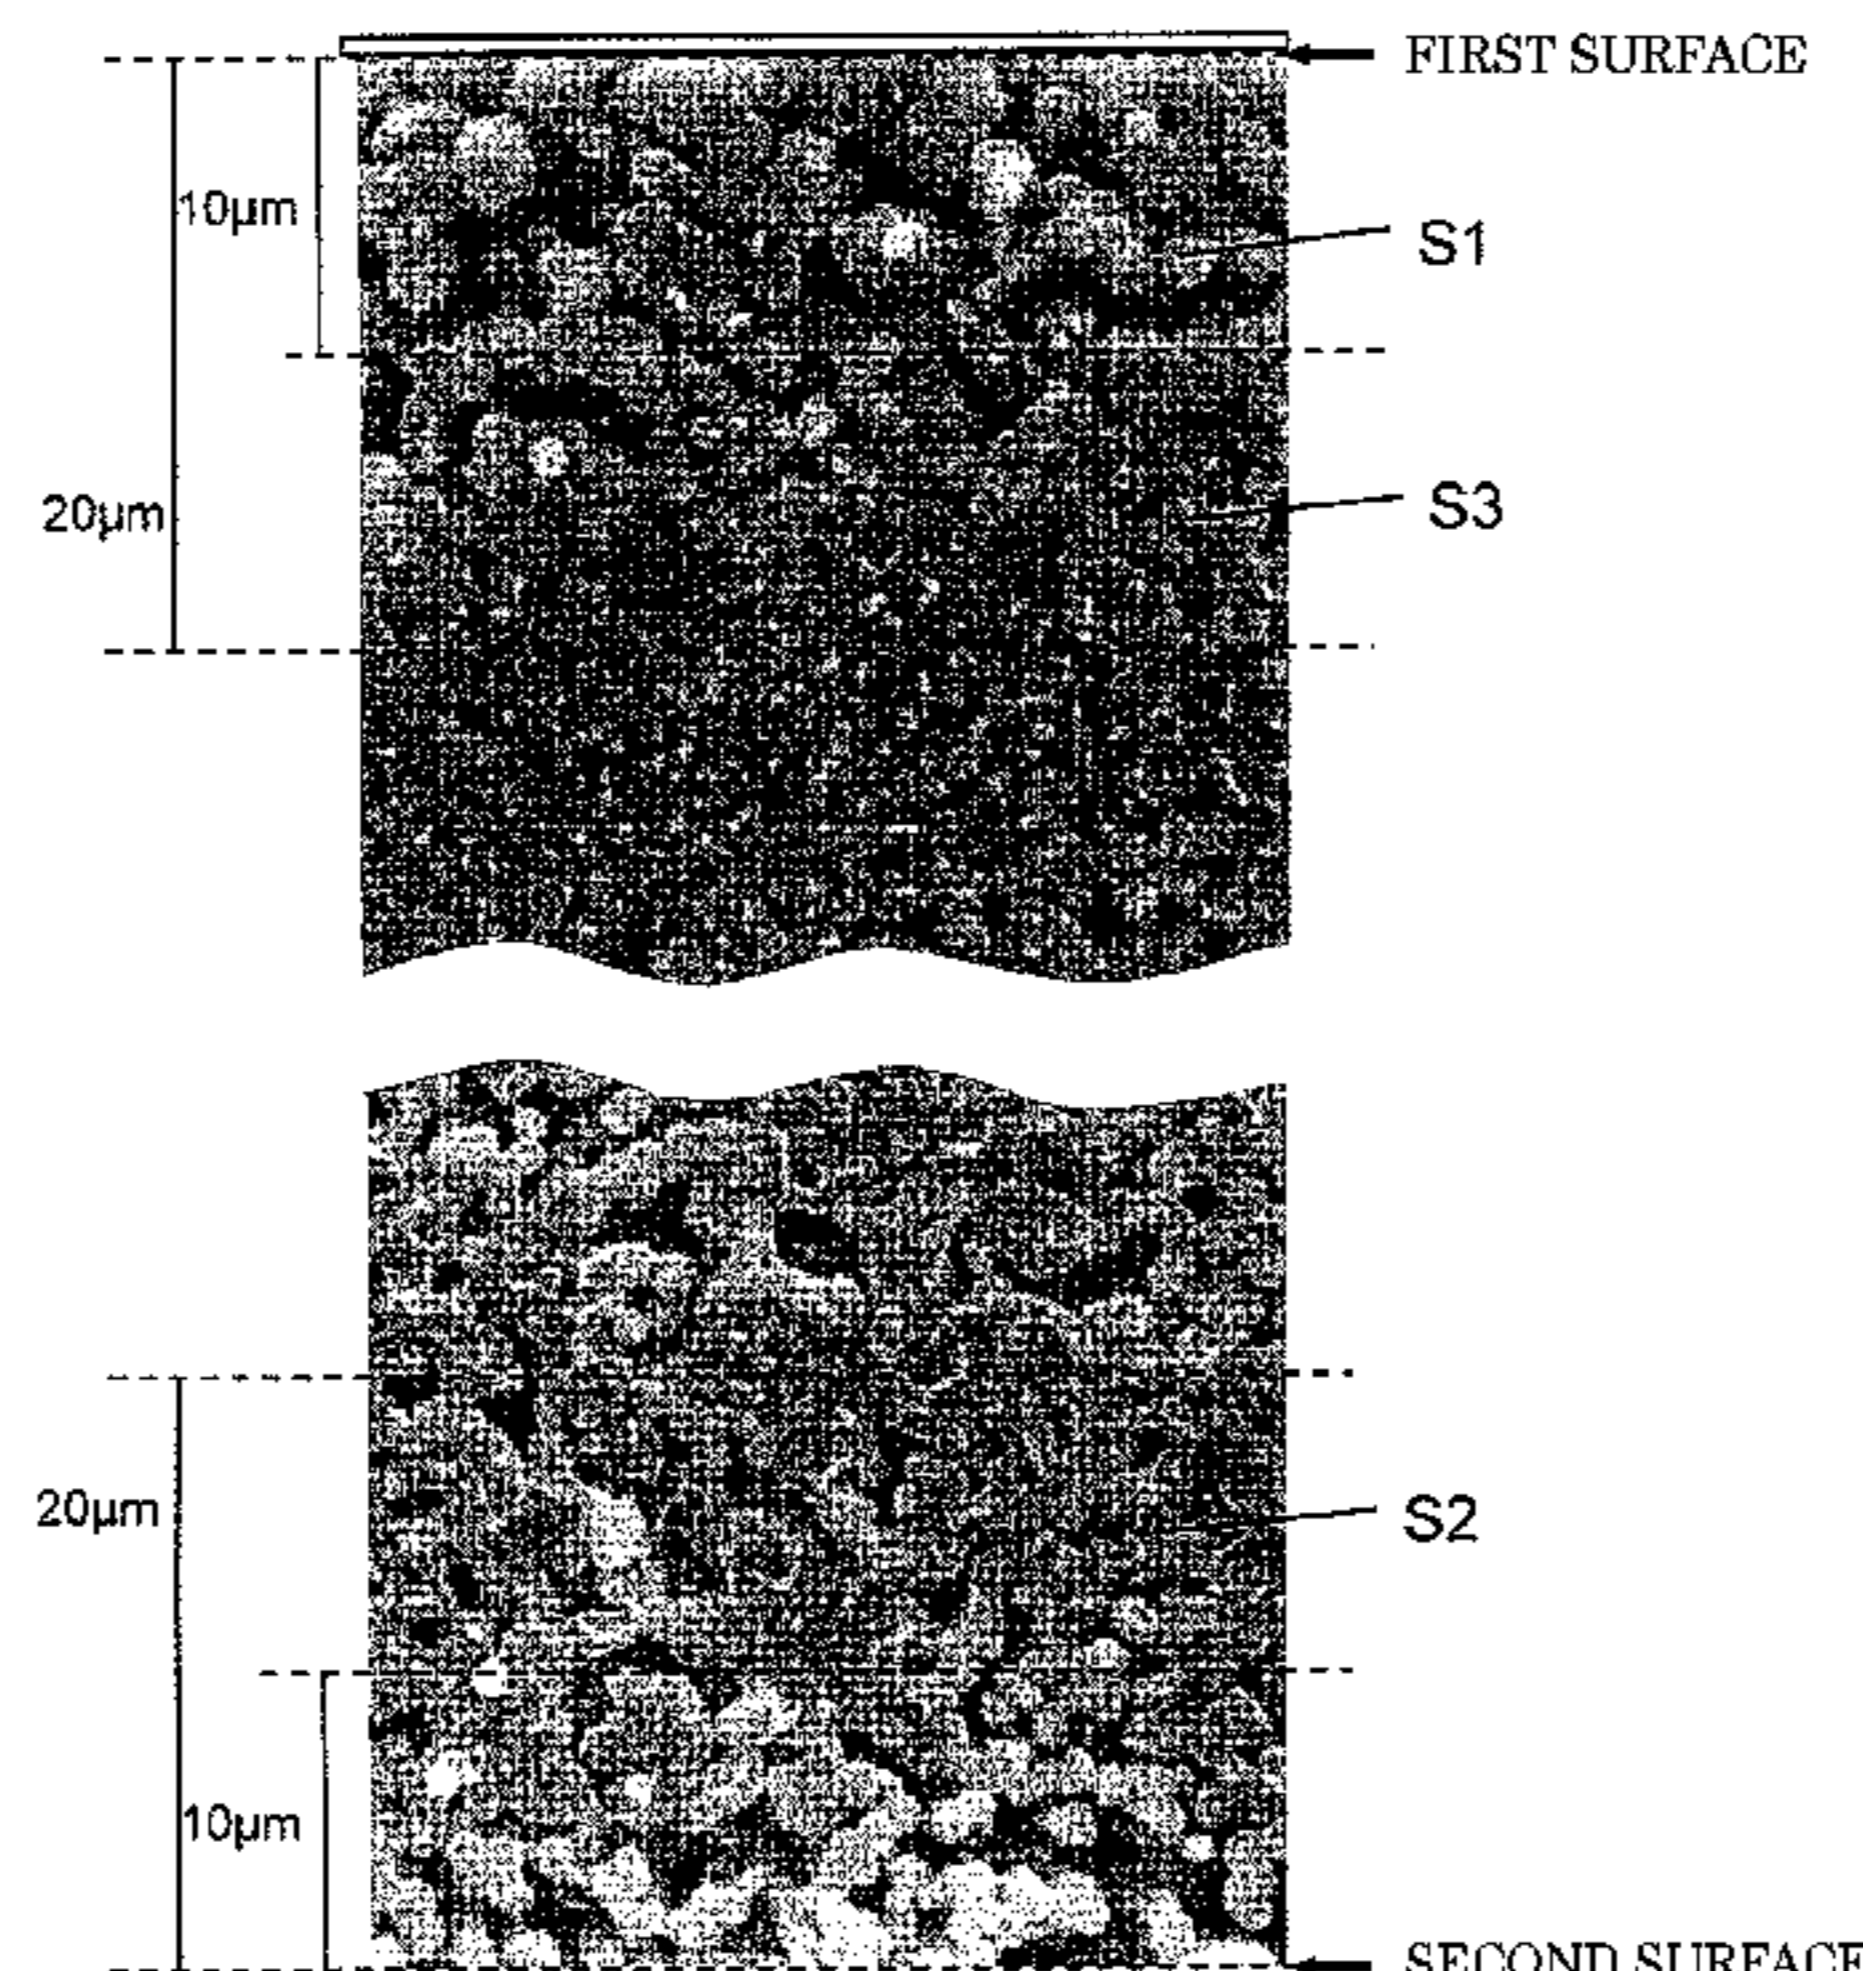 FIRST SURFACE
10μm
S1
20μm
S3
20μm
S2
10μm
SECOND SURFACE